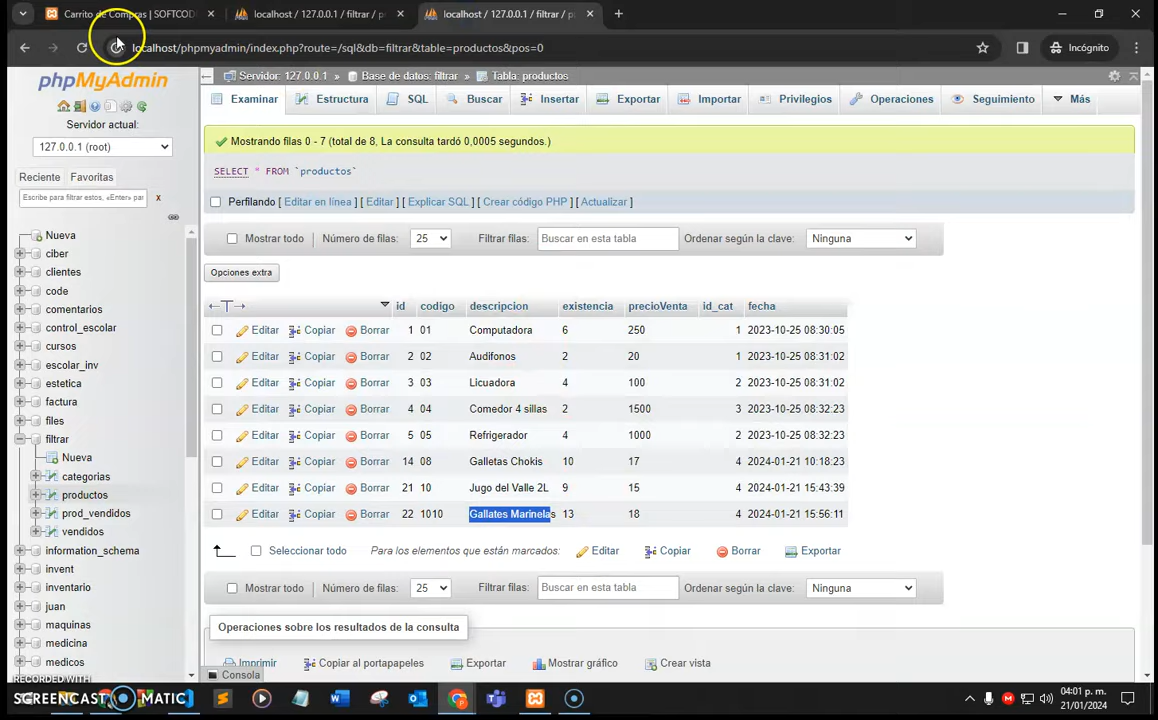 Carrito de Compras | SOFTCOD
localhost / 127.0.0.1 / filtrar / pr
localhost / 127.0.0.1 / filtrar / pr
localhost/phpmyadmin/index.php?route=/sql&db=filtrar&table=productos&pos=0
Incógnito
phpMyAdmin
Servidor actual:
127.0.0.1 (root)
Reciente Favoritas
Escribe para filtrar estos, «Enter» par X
Nueva
ciber
clientes
code
comentarios
control_escolar
cursos
escolar_inv
estetica
factura
files
filtrar
Nueva
categorias
productos
prod_vendidos
vendidos
information_schema
invent
inventario
juan
maquinas
medicina
medicos
Servidor: 127.0.0.1 » Base de datos: filtrar » Tabla: productos
Examinar Estructura SQL Buscar Insertar Exportar Importar Privilegios Operaciones Seguimiento Más
Mostrando filas 0 - 7 (total de 8, La consulta tardó 0,0005 segundos.)
SELECT * FROM `productos`
Perfilando [ Editar en línea ] [ Editar ] [ Explicar SQL ] [ Crear código PHP ] [ Actualizar ]
Mostrar todo | Número de filas: 25 Filtrar filas: Buscar en esta tabla Ordenar según la clave: Ninguna
Opciones extra
←T→ id codigo descripcion existencia precioVenta id_cat fecha
Editar Copiar Borrar 1 01 Computadora 6 250 1 2023-10-25 08:30:05
Editar Copiar Borrar 2 02 Audifonos 2 20 1 2023-10-25 08:31:02
Editar Copiar Borrar 3 03 Licuadora 4 100 2 2023-10-25 08:31:02
Editar Copiar Borrar 4 04 Comedor 4 sillas 2 1500 3 2023-10-25 08:32:23
Editar Copiar Borrar 5 05 Refrigerador 4 1000 2 2023-10-25 08:32:23
Editar Copiar Borrar 14 08 Galletas Chokis 10 17 4 2024-01-21 10:18:23
Editar Copiar Borrar 21 10 Jugo del Valle 2L 9 15 4 2024-01-21 15:43:39
Editar Copiar Borrar 22 1010 Gallates Marinelas 13 18 4 2024-01-21 15:56:11
Seleccionar todo Para los elementos que están marcados: Editar Copiar Borrar Exportar
Mostrar todo | Número de filas: 25 Filtrar filas: Buscar en esta tabla Ordenar según la clave: Ninguna
Operaciones sobre los resultados de la consulta
Imprimir Copiar al portapapeles Exportar Mostrar gráfico Crear vista
Consola
RECORDED WITH
SCREENCAST MATIC
04:01 p. m.
21/01/2024